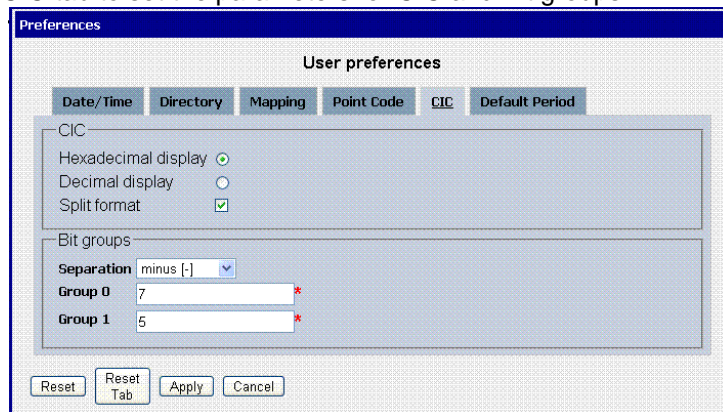 Preferences
User preferences
Date/Time Directory Mapping Point Code CIC Default Period
CIC
Hexadecimal display
Decimal display
Split format
Bit groups
Separation minus [-]
Group 0 7 *
Group 1 5 *
Reset Reset Tab Apply Cancel